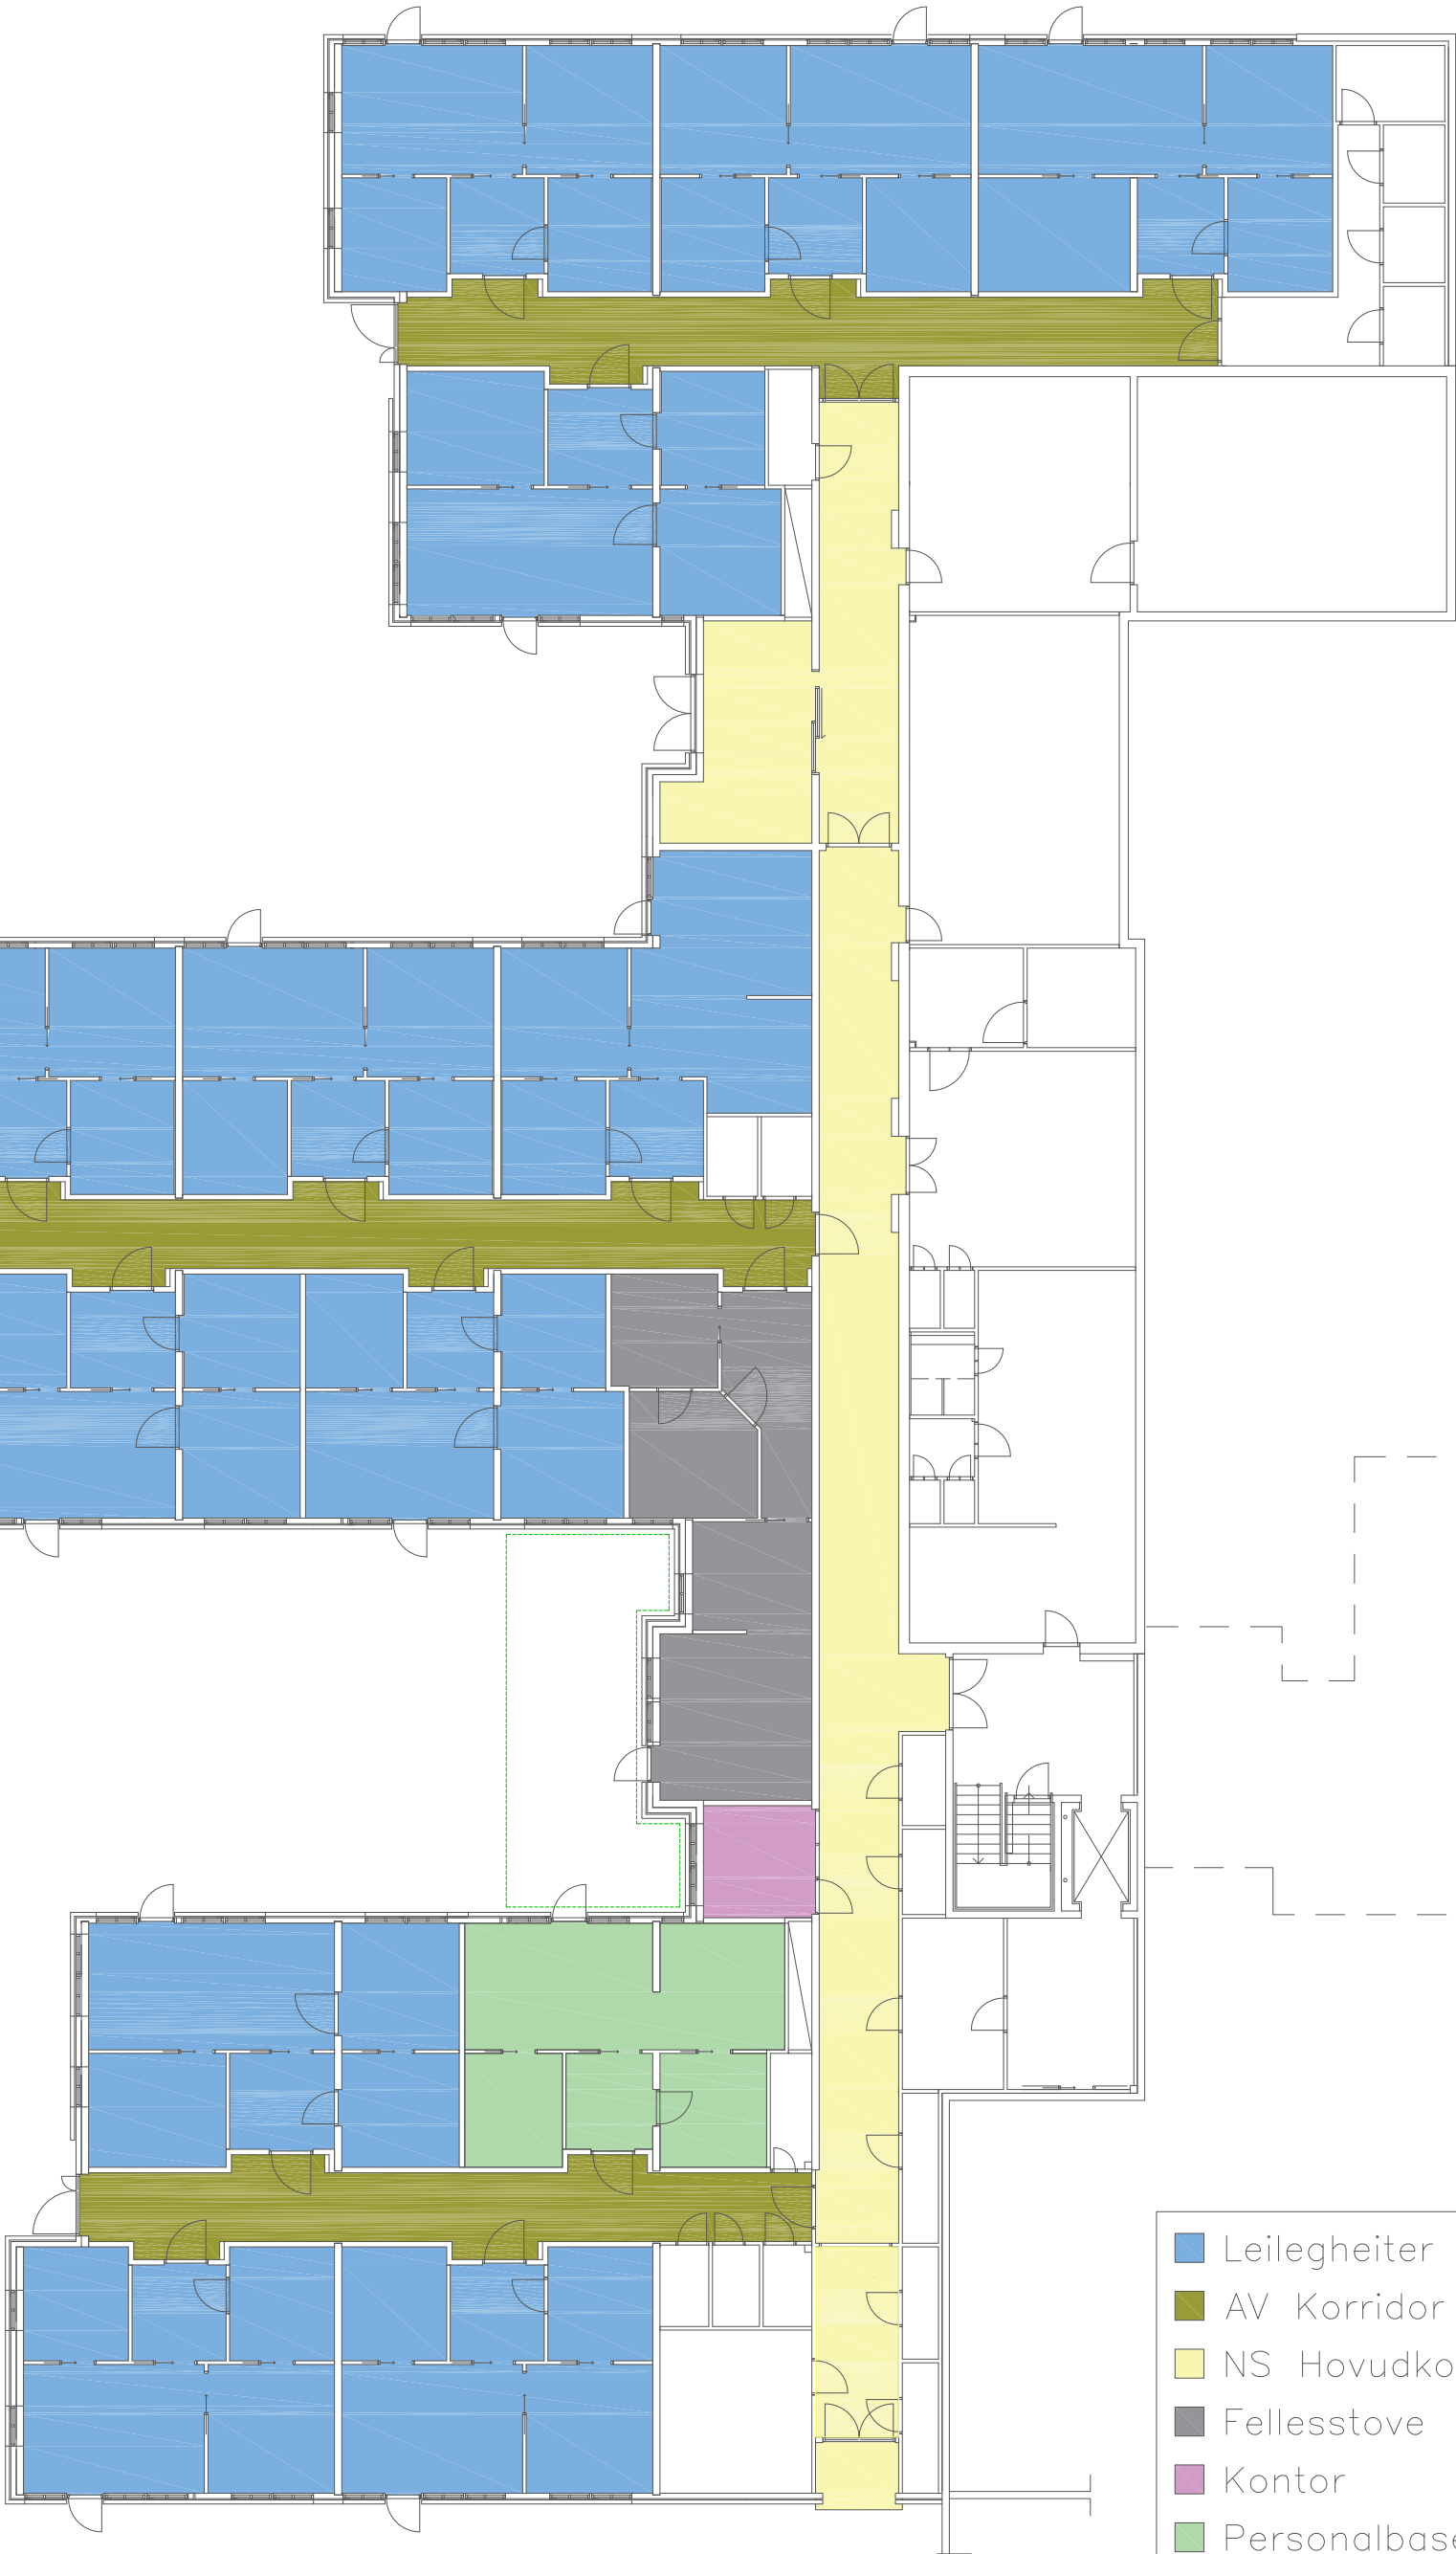 Leilegheiter
AV Korridor
NS Hovudko
Fellesstove
Kontor
Personalbase